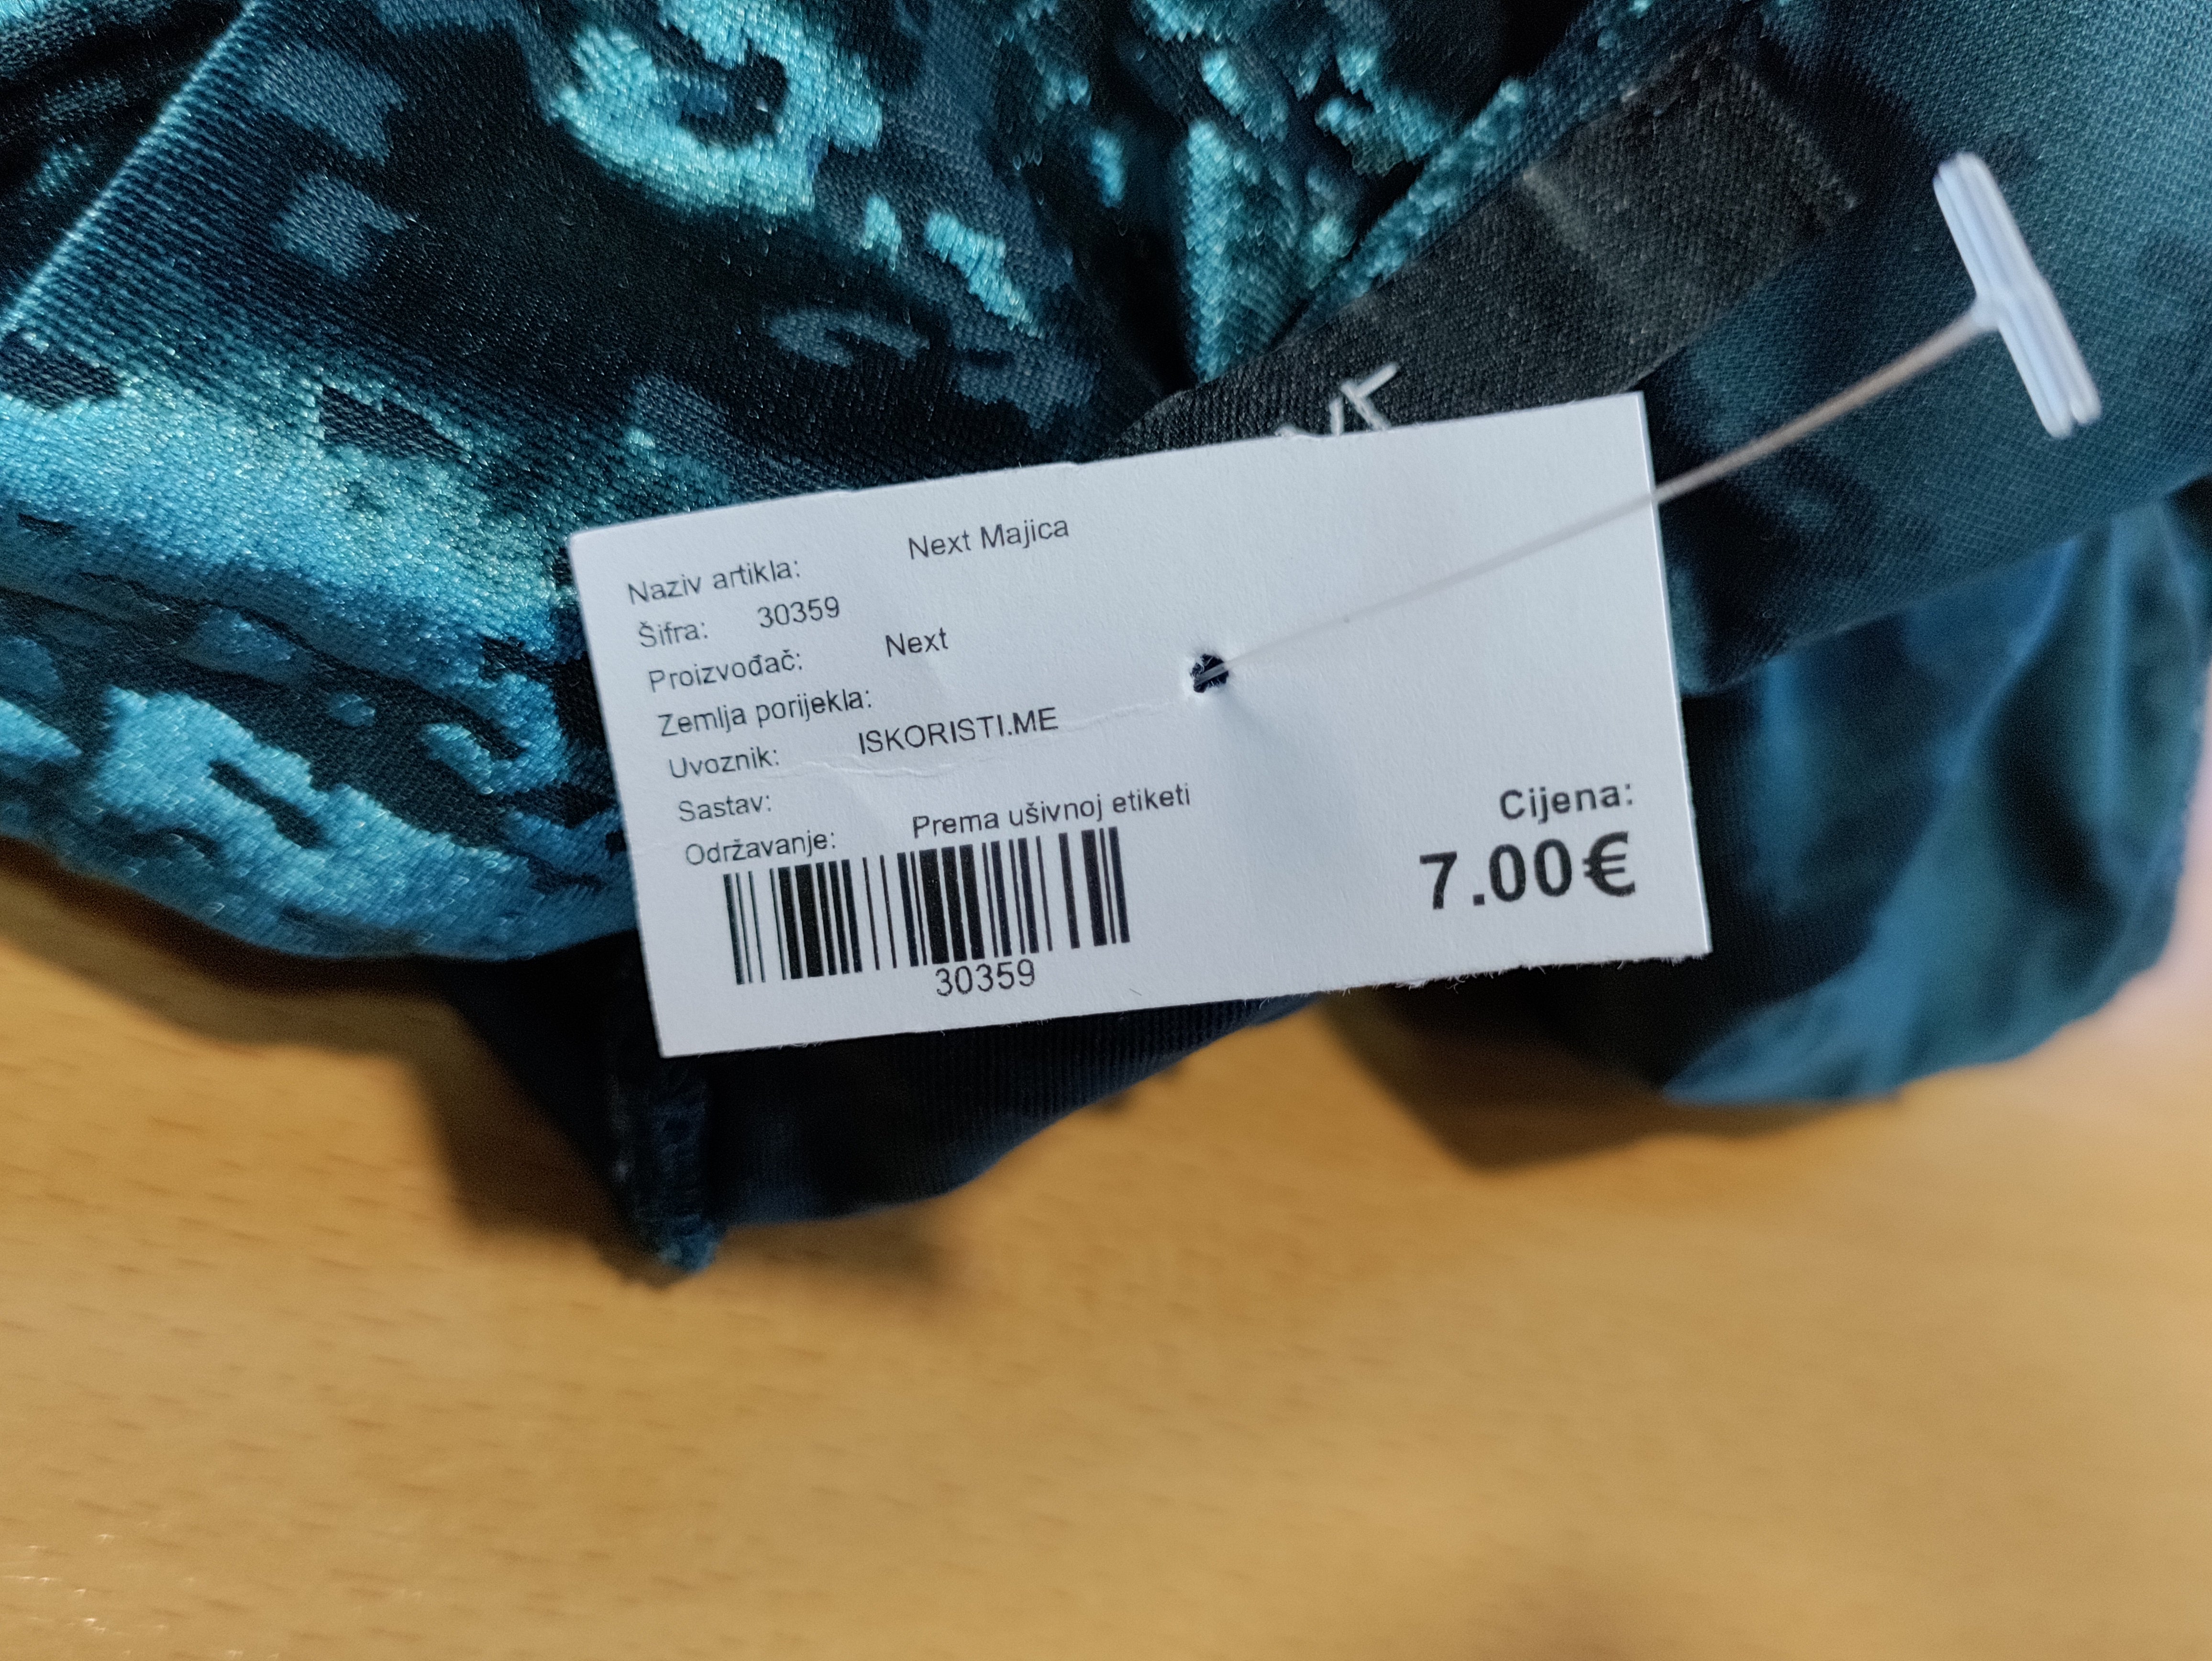 Naziv artikla: Next Majica
Šifra: 30359
Proizvođač: Next
Zemlja porijekla:
Uvoznik: ISKORISTI.ME
Sastav:
Održavanje: Prema ušivnoj etiketi
30359
Cijena:
7.00€